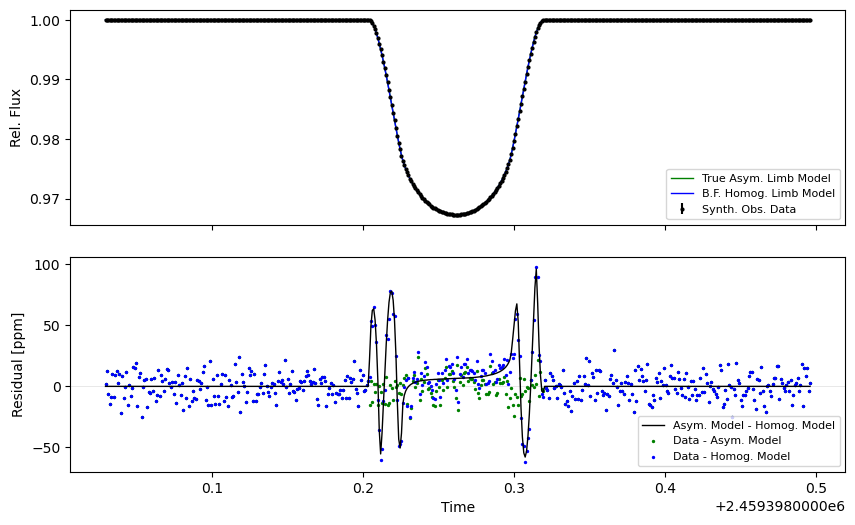 1.00
0.99
0.98
0.97
Rel. Flux
True Asym. Limb Model
B.F. Homog. Limb Model
Synth. Obs. Data
100
50
0
−50
Residual [ppm]
Asym. Model - Homog. Model
Data - Asym. Model
Data - Homog. Model
0.1
0.2
0.3
0.4
0.5
Time
+2.4593980000e6